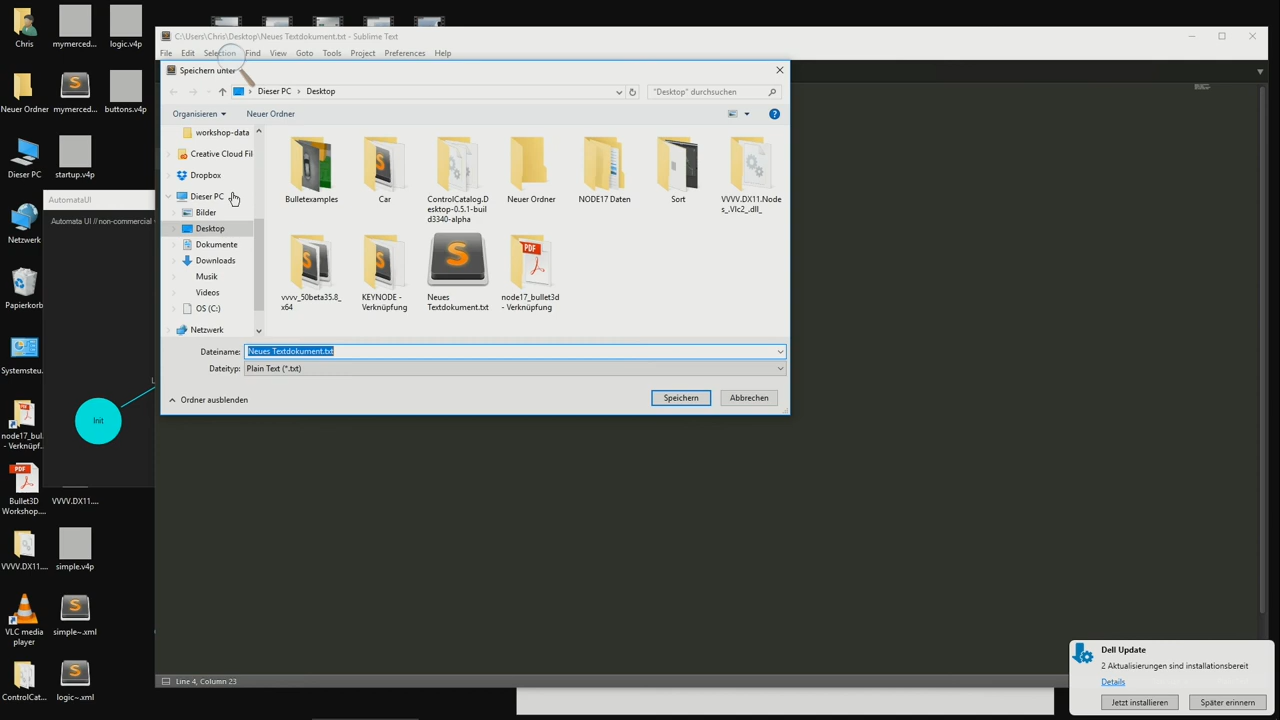 Chris
mymerced...
logic.v4p
Neuer Ordner
mymerced...
buttons.v4p
Dieser PC
startup.v4p
Netzwerk
Papierkorb
Systemsteu...
node17_bul...
- Verknüpf...
Bullet3D
Workshop....
VVVV.DX11....
VVVV.DX11....
simple.v4p
VLC media
player
simple~.xml
ControlCat...
logic~.xml
AutomataUI
Automata UI // non-commercial v
Init
L
C:\Users\Chris\Desktop\Neues Textdokument.txt - Sublime Text
File Edit Selection Find View Goto Tools Project Preferences Help
Speichern unter
Dieser PC > Desktop
"Desktop" durchsuchen
Organisieren
Neuer Ordner
workshop-data
Creative Cloud Fil
Dropbox
Dieser PC
Bilder
Desktop
Dokumente
Downloads
Musik
Videos
OS (C:)
Netzwerk
Bulletexamples
Car
ControlCatalog.D
esktop-0.5.1-buil
d3340-alpha
Neuer Ordner
NODE17 Daten
Sort
VVVV.DX11.Node
s_.Vlc2_.dll_
vvvv_50beta35.8_
x64
KEYNODE -
Verknüpfung
Neues
Textdokument.txt
PDF
node17_bullet3d
- Verknüpfung
Dateiname: Neues Textdokument.txt
Dateityp: Plain Text (*.txt)
Ordner ausblenden
Speichern
Abbrechen
Line 4, Column 23
Dell Update
2 Aktualisierungen sind installationsbereit
Details
Jetzt installieren
Später erinnern